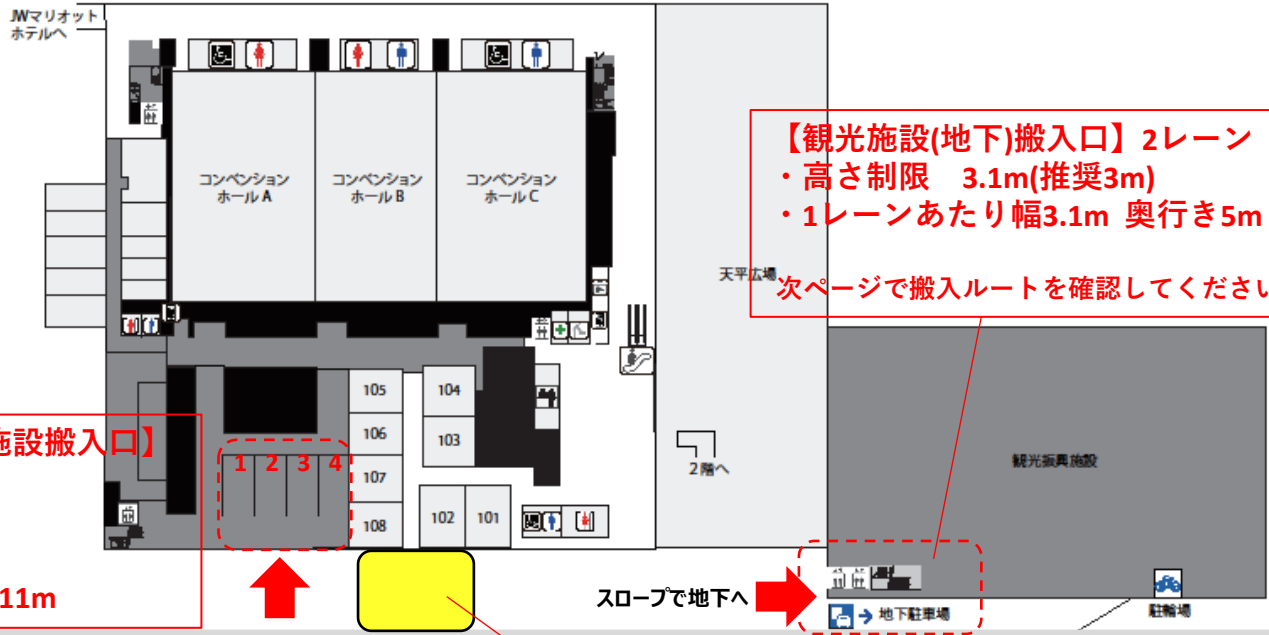 JWマリオット
ホテルへ
コンベンション
ホール A
コンベンション
ホール B
コンベンション
ホール C
【観光施設(地下)搬入口】2レーン
・高さ制限 3.1m(推奨3m)
・1レーンあたり幅3.1m 奥行き5m
次ページで搬入ルートを確認してください
天平広場
105
104
106
103
107
108
102
101
施設搬入口】
1 2 3 4
11m
2階へ
観光振興施設
スロープで地下へ
地下駐車場
駐輪場